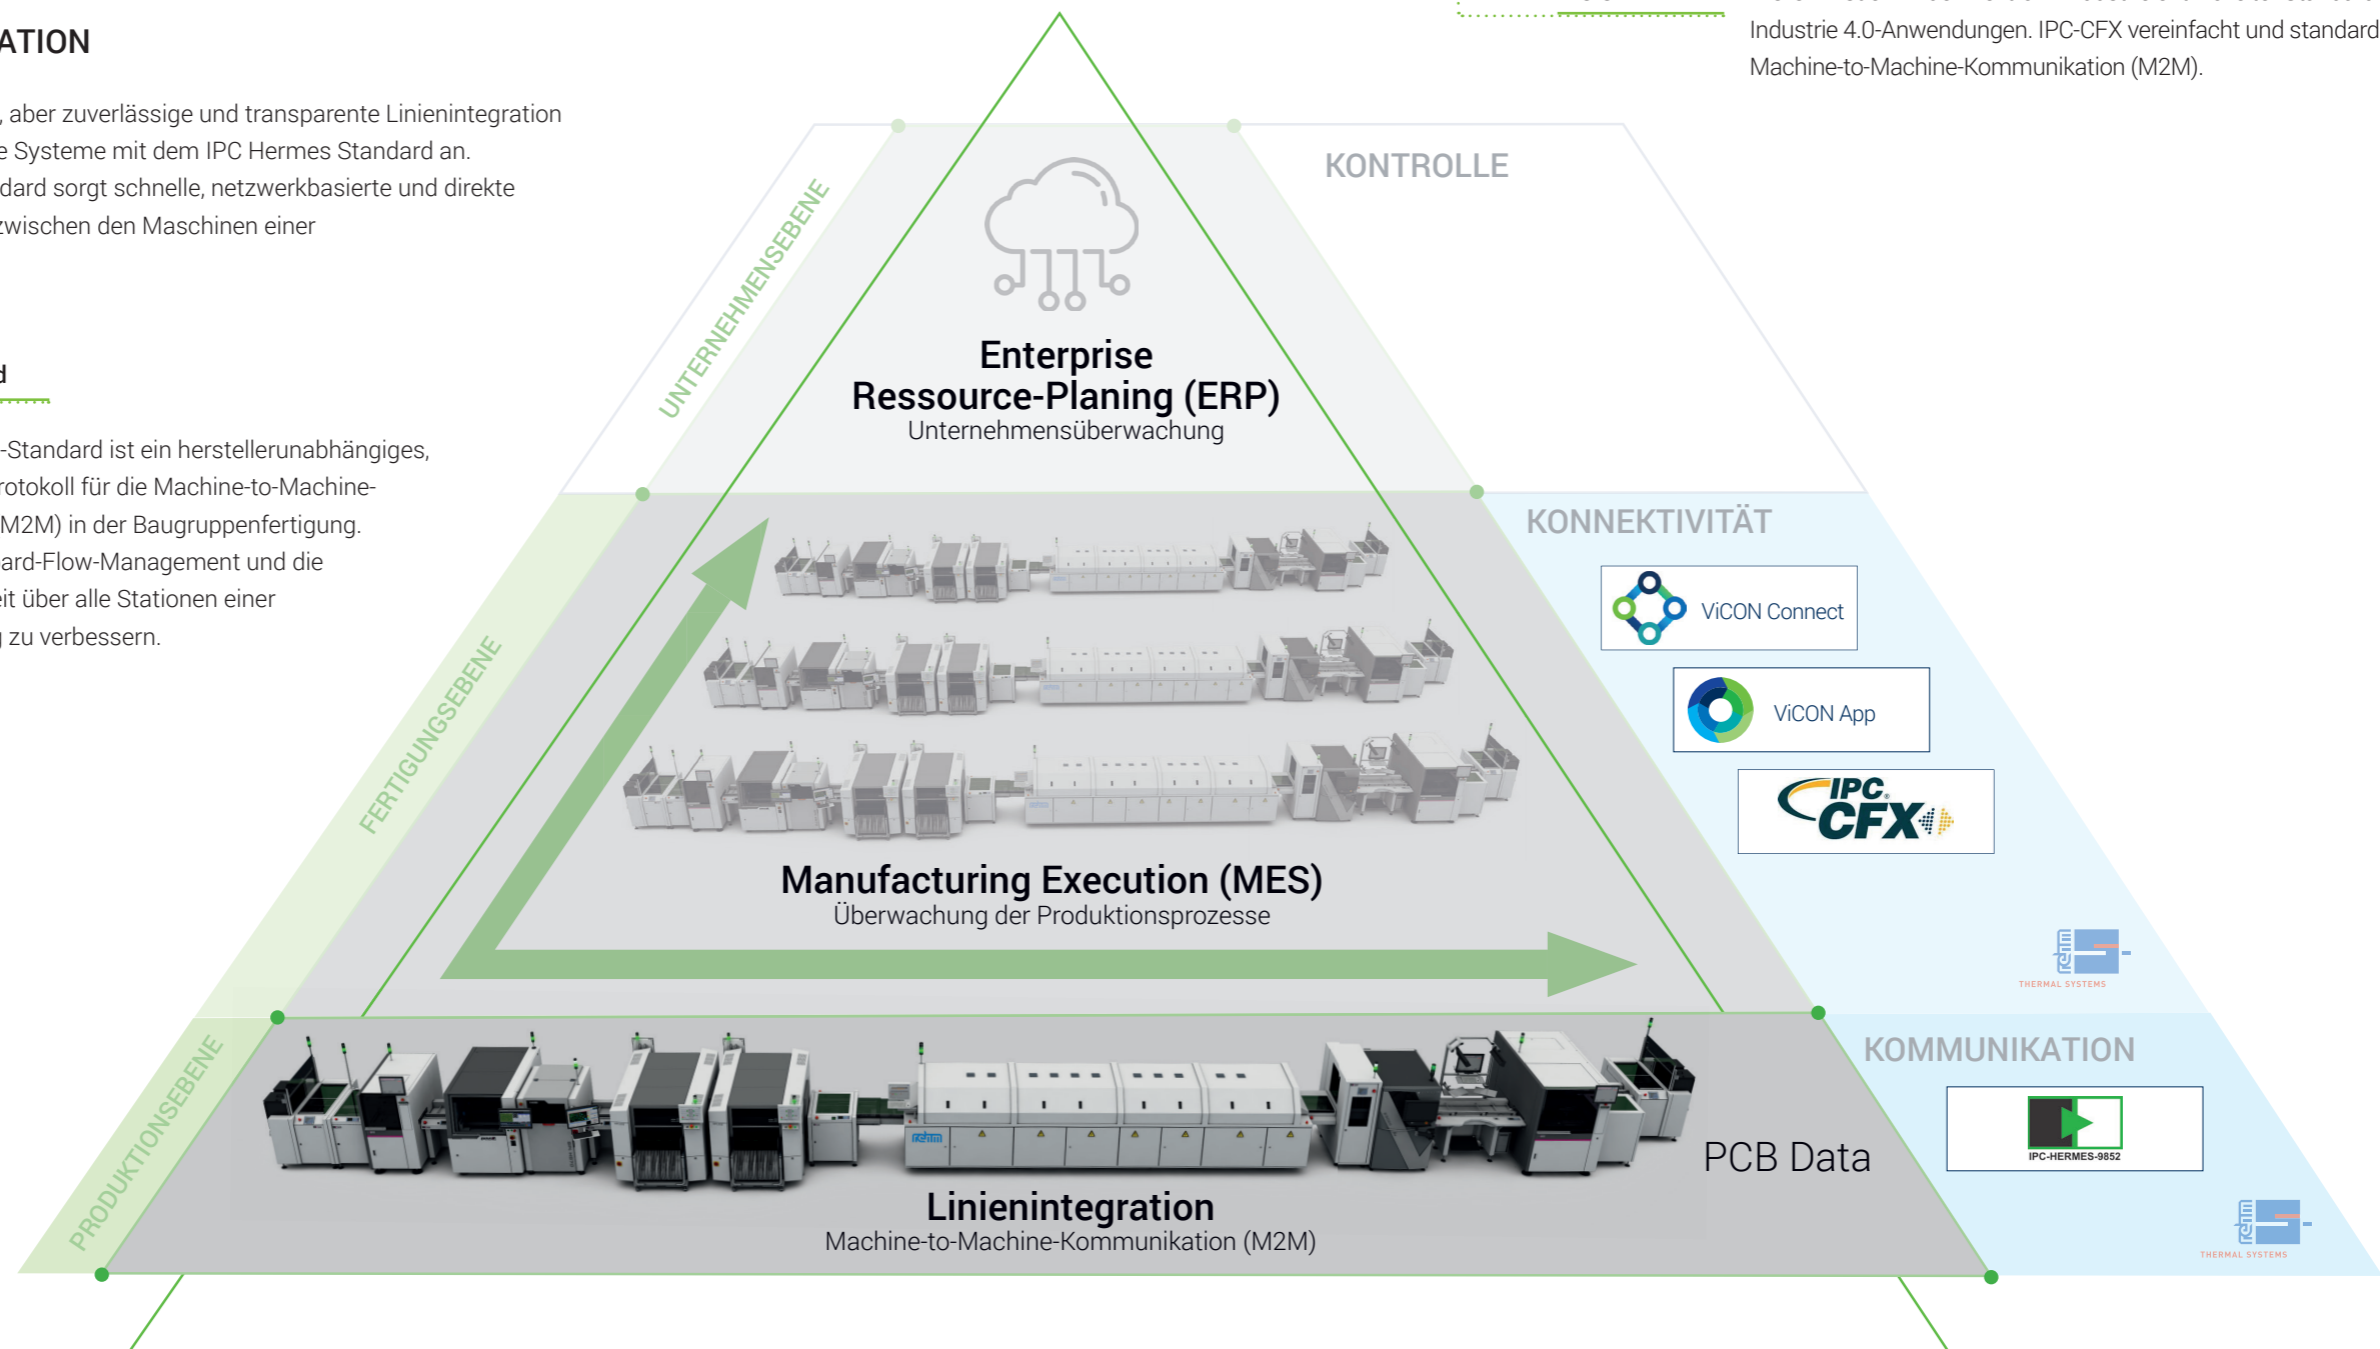 ATION
, aber zuverlässige und transparente Linienintegration
e Systeme mit dem IPC Hermes Standard an.
dard sorgt schnelle, netzwerkbasierte und direkte
zwischen den Maschinen einer
d
-Standard ist ein herstellerunabhängiges,
rotokoll für die Machine-to-Machine-
M2M) in der Baugruppenfertigung.
ard-Flow-Management und die
eit über alle Stationen einer
g zu verbessern.
Industrie 4.0-Anwendungen. IPC-CFX vereinfacht und standard
Machine-to-Machine-Kommunikation (M2M).
UNTERNEHMENSEBENE
KONTROLLE
Enterprise
Ressource-Planing (ERP)
Unternehmensüberwachung
FERTIGUNGSEBENE
KONNEKTIVITÄT
ViCON Connect
ViCON App
IPC
CFX
Manufacturing Execution (MES)
Überwachung der Produktionsprozesse
rehm
THERMAL SYSTEMS
PRODUKTIONSEBENE
KOMMUNIKATION
IPC-HERMES-9852
rehm
PCB Data
Linienintegration
Machine-to-Machine-Kommunikation (M2M)
rehm
THERMAL SYSTEMS